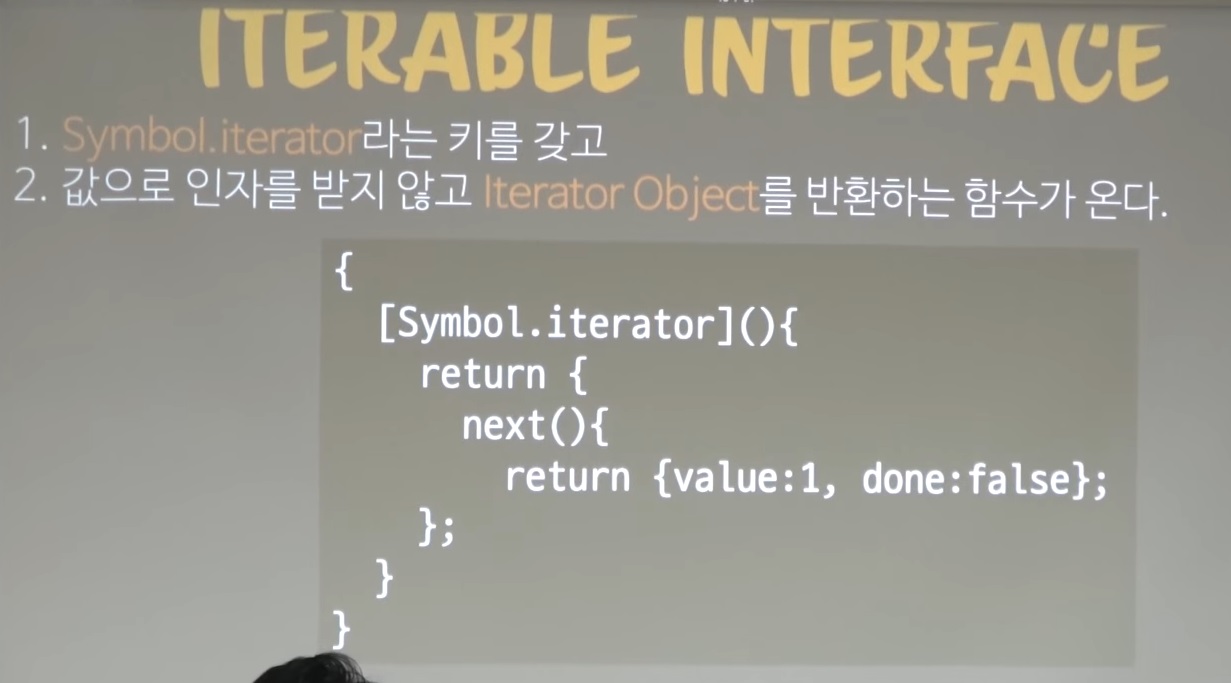 ITERABLE INTERFACE
1. Symbol.iterator라는 키를 갖고
2. 값으로 인자를 받지 않고 Iterator Object를 반환하는 함수가 온다.
{
[Symbol.iterator](){
return {
next(){
return {value:1, done:false};
};
}
}